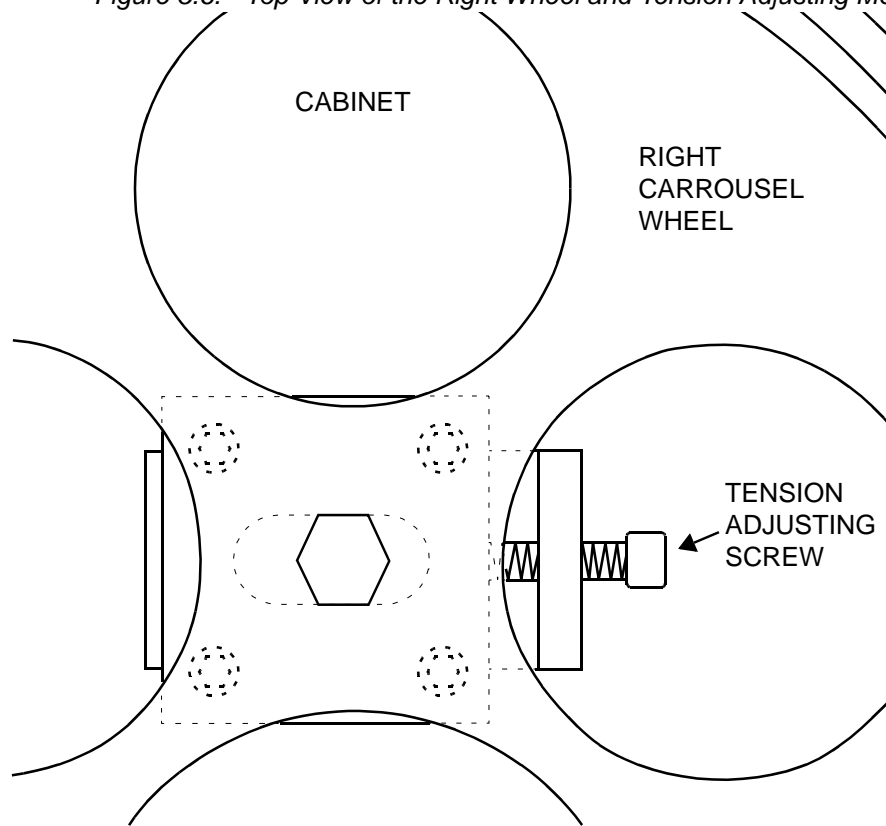 Top View of the Right Wheel and Tension Adjusting
CABINET
RIGHT
CARROUSEL
WHEEL
TENSION
ADJUSTING
SCREW